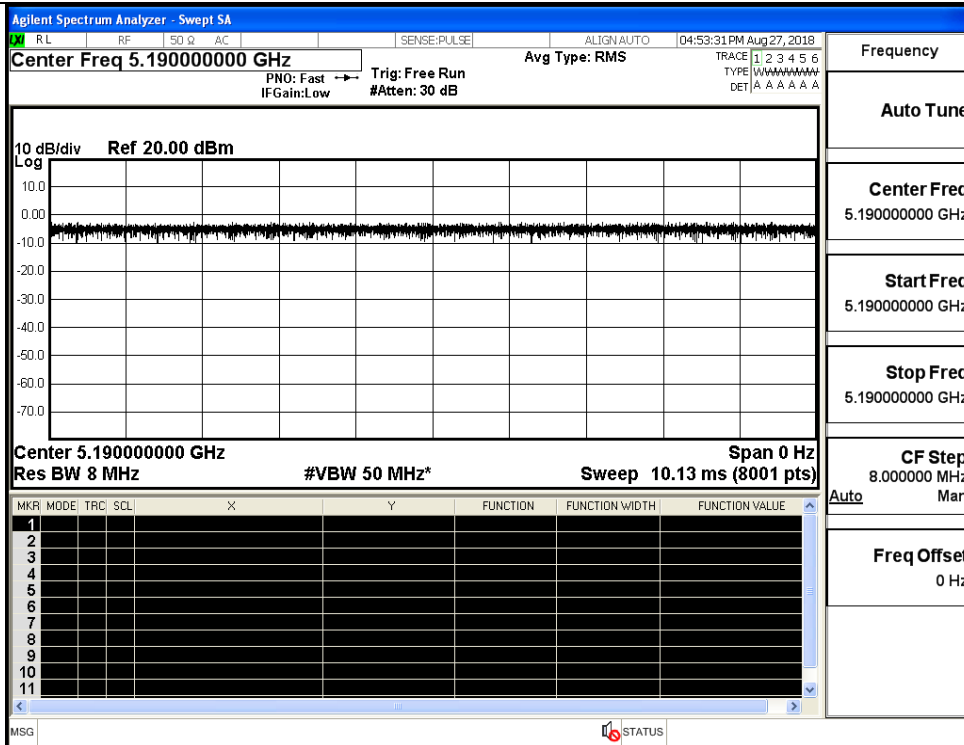 Agilent Spectrum Analyzer - Swept SA
LXI RL RF 50 Ω AC SENSE:PULSE ALIGN AUTO 04:53:31 PM Aug 27, 2018
Center Freq 5.190000000 GHz
PNO: Fast
IFGain:Low
Trig: Free Run
#Atten: 30 dB
Avg Type: RMS
TRACE 1 2 3 4 5 6
TYPE WWWWWW
DET A A A A A A
10 dB/div Ref 20.00 dBm
Log
10.0
0.00
-10.0
-20.0
-30.0
-40.0
-50.0
-60.0
-70.0
Center 5.190000000 GHz Span 0 Hz
Res BW 8 MHz #VBW 50 MHz* Sweep 10.13 ms (8001 pts)
MKR MODE TRC SCL X Y FUNCTION FUNCTION WIDTH FUNCTION VALUE
1
2
3
4
5
6
7
8
9
10
11
MSG STATUS
Frequency
Auto Tune
Center Freq
5.190000000 GHz
Start Freq
5.190000000 GHz
Stop Freq
5.190000000 GHz
CF Step
8.000000 MHz
Auto Man
Freq Offset
0 Hz